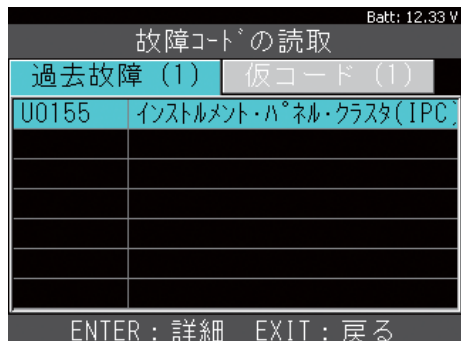 Batt: 12.33 V
故障ｺｰﾄﾞの読取
過去故障 (1) 仮コード (1)
U0155 ｲﾝｽﾄﾙﾒﾝﾄ・ﾊﾟﾈﾙ・ｸﾗｽﾀ(IPC)
ENTER：詳細 EXIT：戻る